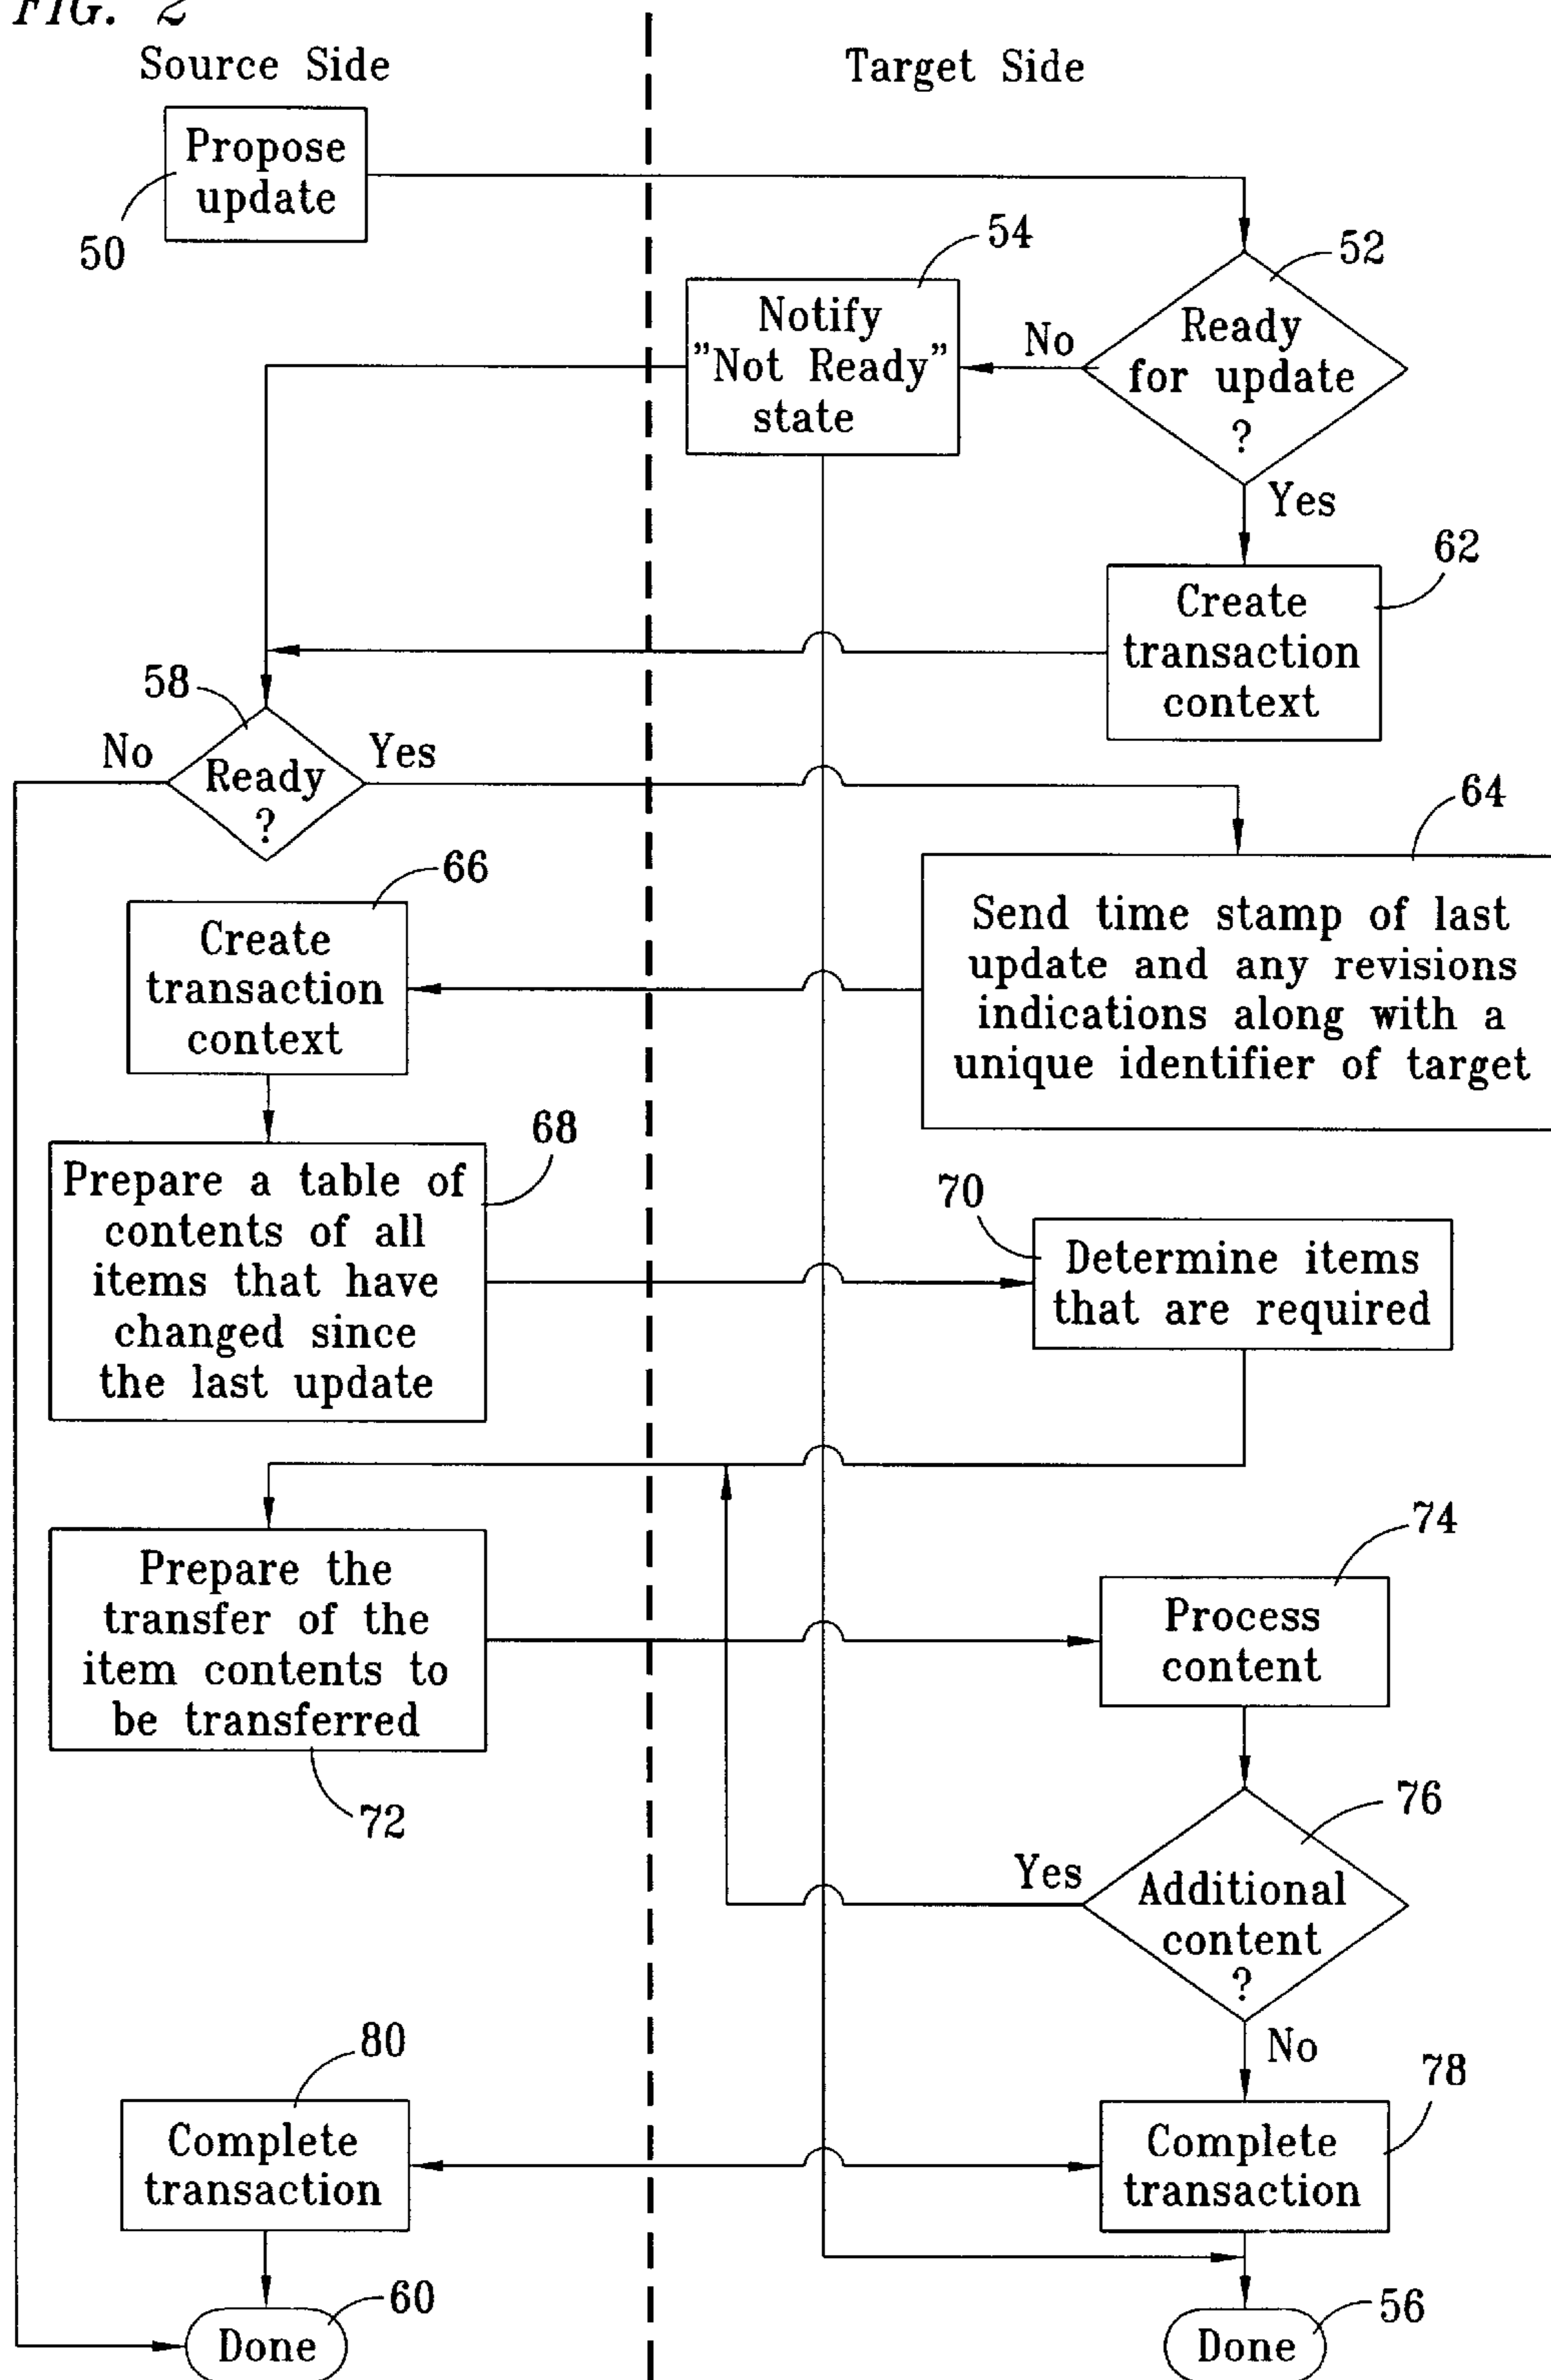 FIG. 2
Source Side
Target Side
Propose
update
50
54
52
Notify
"Not Ready"
state
No
Ready
for update
?
Yes
62
Create
transaction
context
58
No
Yes
Ready
?
64
Send time stamp of last
update and any revisions
indications along with a
unique identifier of target
66
Create
transaction
context
68
Prepare a table of
contents of all
items that have
changed since
the last update
70
Determine items
that are required
Prepare the
transfer of the
item contents to
be transferred
72
74
Process
content
76
Yes
Additional
content
?
No
80
Complete
transaction
78
Complete
transaction
60
Done
56
Done